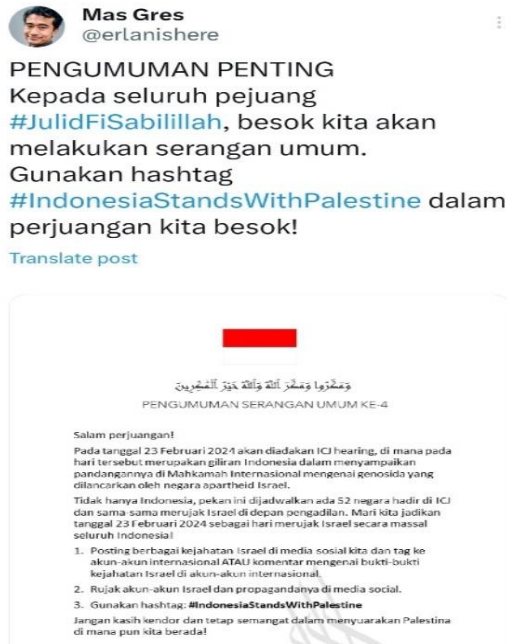 Mas Gres
@erlanishere
PENGUMUMAN PENTING
Kepada seluruh pejuang
#JulidFiSabilillah, besok kita akan
melakukan serangan umum.
Gunakan hashtag
#IndonesiaStandsWithPalestine dalam
perjuangan kita besok!
Translate post
وَمَكَرُوا وَمَكَرَ اللَّهُ وَاللَّهُ خَيْرُ الْمَٰكِرِينَ
PENGUMUMAN SERANGAN UMUM KE-4
Salam perjuangan!
Pada tanggal 23 Februari 2024 akan diadakan ICJ hearing, di mana pada
hari tersebut merupakan giliran Indonesia dalam menyampaikan
pandangannya di Mahkamah Internasional mengenai genosida yang
dilancarkan oleh negara apartheid Israel.
Tidak hanya Indonesia, pekan ini dijadwalkan ada 52 negara hadir di ICJ
dan sama-sama merujak Israel di depan pengadilan. Mari kita jadikan
tanggal 23 Februari 2024 sebagai hari merujak Israel secara massal
seluruh Indonesia!
1. Posting berbagai kejahatan Israel di media sosial kita dan tag ke
akun-akun internasional ATAU komentar mengenai bukti-bukti
kejahatan Israel di akun-akun internasional.
2. Rujak akun-akun Israel dan propagandanya di media social.
3. Gunakan hashtag: #IndonesiaStandsWithPalestine
Jangan kasih kendor dan tetap semangat dalam menyuarakan Palestina
di mana pun kita berada!